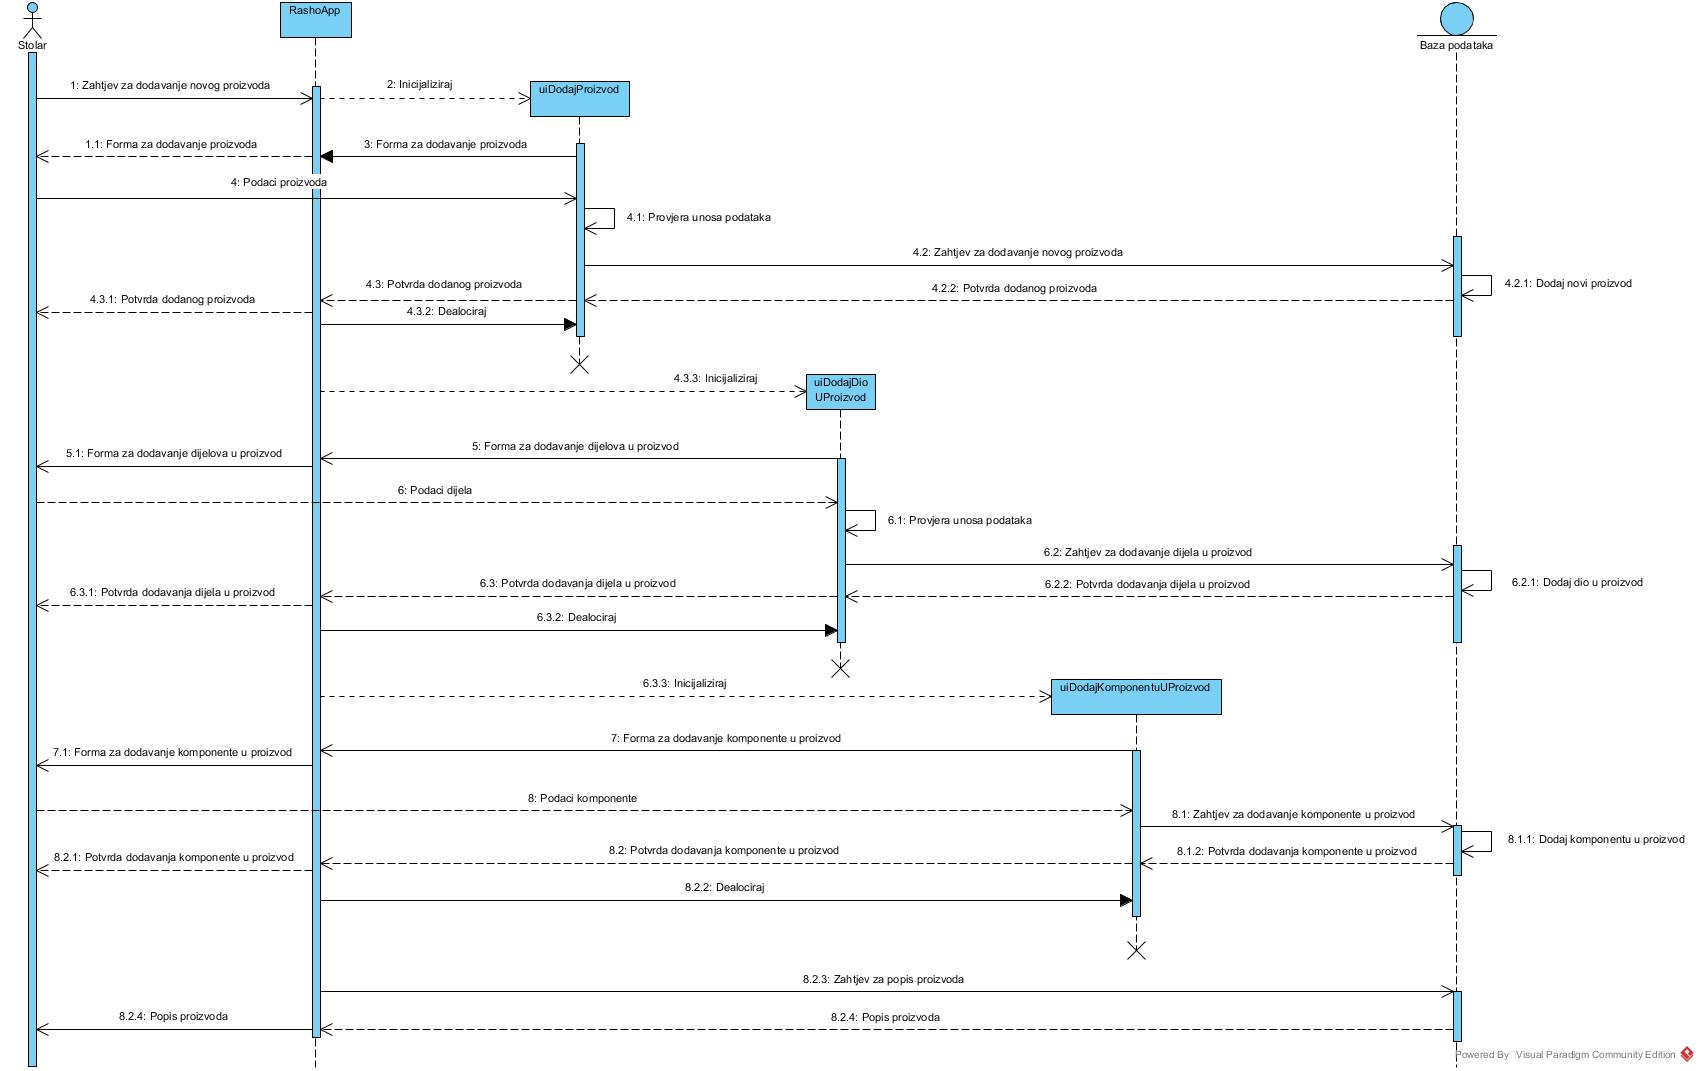 Stolar
RashoApp
Baza podataka
1: Zahtjev za dodavanje novog proizvoda
2: Inicijaliziraj
uiDodajProizvod
1.1: Forma za dodavanje proizvoda
3: Forma za dodavanje proizvoda
4: Podaci proizvoda
4.1: Provjera unosa podataka
4.2: Zahtjev za dodavanje novog proizvoda
4.2.1: Dodaj novi proizvod
4.3: Potvrda dodanog proizvoda
4.2.2: Potvrda dodanog proizvoda
4.3.1: Potvrda dodanog proizvoda
4.3.2: Dealociraj
4.3.3: Inicijaliziraj
uiDodajDio
UProizvod
5: Forma za dodavanje dijelova u proizvod
5.1: Forma za dodavanje dijelova u proizvod
6: Podaci dijela
6.1: Provjera unosa podataka
6.2: Zahtjev za dodavanje dijela u proizvod
6.2.1: Dodaj dio u proizvod
6.3: Potvrda dodavanja dijela u proizvod
6.2.2: Potvrda dodavanja dijela u proizvod
6.3.1: Potvrda dodavanja dijela u proizvod
6.3.2: Dealociraj
6.3.3: Inicijaliziraj
uiDodajKomponentuUProizvod
7: Forma za dodavanje komponente u proizvod
7.1: Forma za dodavanje komponente u proizvod
8: Podaci komponente
8.1: Zahtjev za dodavanje komponente u proizvod
8.1.1: Dodaj komponentu u proizvod
8.2: Potvrda dodavanja komponente u proizvod
8.1.2: Potvrda dodavanja komponente u proizvod
8.2.1: Potvrda dodavanja komponente u proizvod
8.2.2: Dealociraj
8.2.3: Zahtjev za popis proizvoda
8.2.4: Popis proizvoda
8.2.4: Popis proizvoda
Powered By Visual Paradigm Community Edition